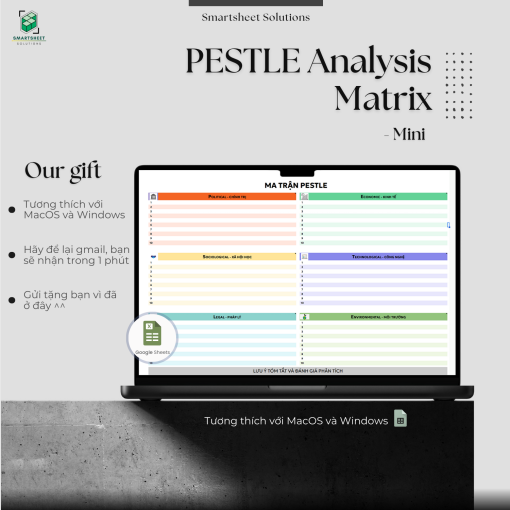 Smartsheet Solutions
SMARTSHEET
SOLUTIONS
PESTLE Analysis
Matrix
- Mini
Our gift
Tương thích với
MacOS và Windows
Hãy để lại gmail, bạn
sẽ nhận trong 1 phút
Gửi tặng bạn vì đã
ở đây ^^
MA TRẬN PESTLE
POLITICAL - CHÍNH TRỊ
ECONOMIC - KINH TẾ
SOCIOLOGICAL - XÃ HỘI HỌC
TECHNOLOGICAL - CÔNG NGHỆ
LEGAL - PHÁP LÝ
ENVIRONMENTAL - MÔI TRƯỜNG
Google Sheets
LƯU Ý TÓM TẮT VÀ ĐÁNH GIÁ PHÂN TÍCH
Tương thích với MacOS và Windows